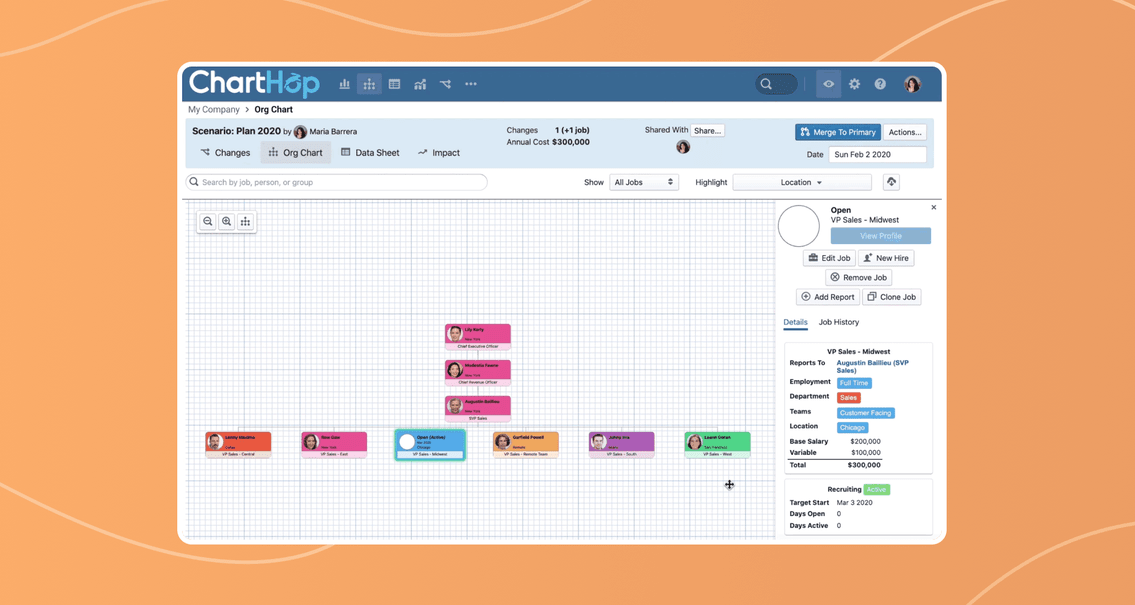 ChartHop
My Company > Org Chart
Scenario: Plan 2020 by Maria Barrera
Changes 1 (+1 job)
Annual Cost $300,000
Shared With Share...
Merge To Primary Actions...
Changes Org Chart Data Sheet Impact
Date Sun Feb 2 2020
Search by job, person, or group
Show All Jobs Highlight Location
Open
VP Sales - Midwest
View Profile
Edit Job New Hire
Remove Job
Add Report Clone Job
Details Job History
Chief Executive Officer
New York
Chief Revenue Officer
Augustin Baillieu
New York
SVP Sales
VP Sales - Central
New York
VP Sales - East
Open (Active)
Chicago
VP Sales - Midwest
Garfield Powell
VP Sales - Remote Team
VP Sales - South
San Francisco
VP Sales - West
VP Sales - Midwest
Reports To Augustin Baillieu (SVP
Sales)
Employment Full Time
Department Sales
Teams Customer Facing
Location Chicago
Base Salary $200,000
Variable $100,000
Total $300,000
Recruiting Active
Target Start Mar 3 2020
Days Open 0
Days Active 0